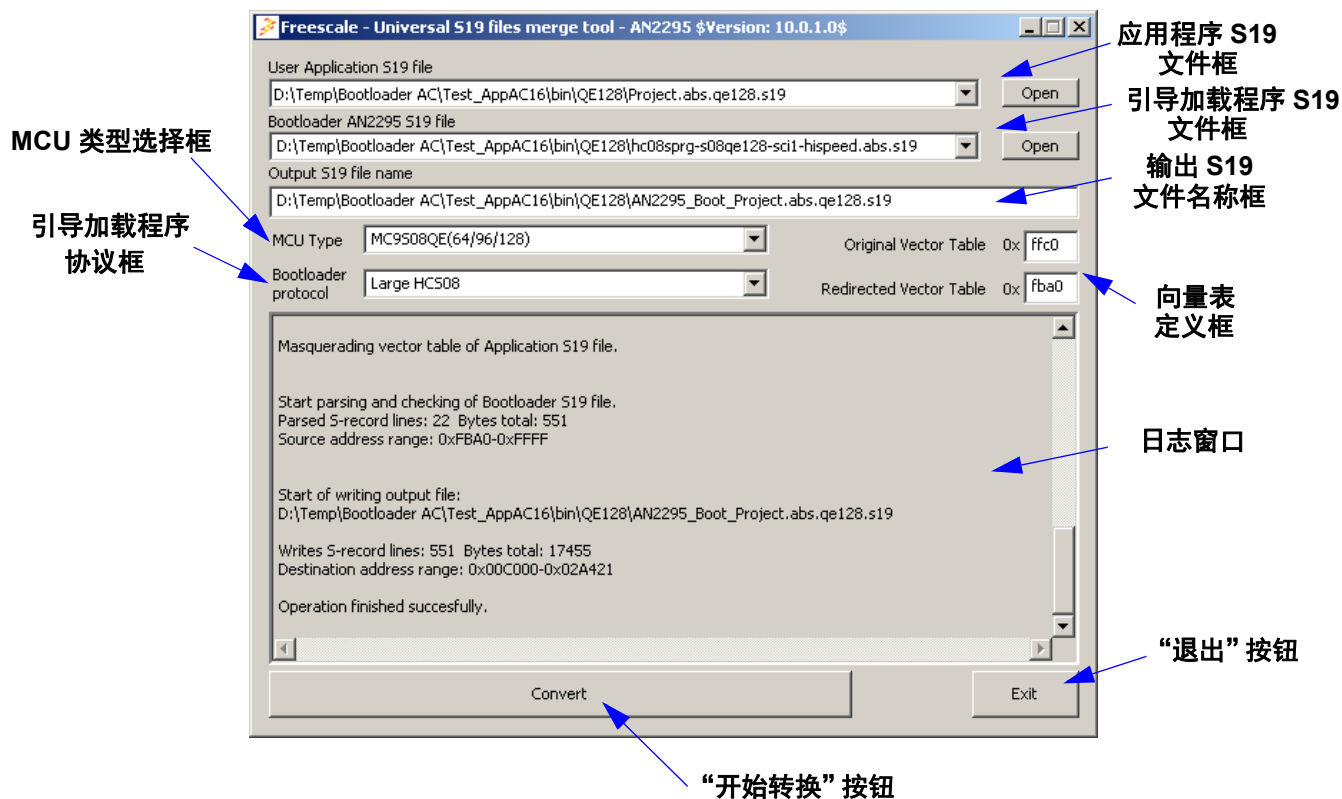 Freescale - Universal S19 files merge tool - AN2295 $Version: 10.0.1.0$
应用程序 S19
文件框
User Application S19 file
D:\Temp\Bootloader AC\Test_AppAC16\bin\QE128\Project.abs.qe128.s19
Open
引导加载程序 S19
文件框
Bootloader AN2295 S19 file
D:\Temp\Bootloader AC\Test_AppAC16\bin\QE128\hc08sprg-s08qe128-sci1-hispeed.abs.s19
Open
MCU 类型选择框
输出 S19
文件名称框
Output S19 file name
D:\Temp\Bootloader AC\Test_AppAC16\bin\QE128\AN2295_Boot_Project.abs.qe128.s19
引导加载程序
协议框
MCU Type
MC9S08QE(64/96/128)
Original Vector Table 0x ffc0
Bootloader
protocol
Large HCS08
Redirected Vector Table 0x fba0
向量表
定义框
Masquerading vector table of Application S19 file.
Start parsing and checking of Bootloader S19 file.
Parsed S-record lines: 22 Bytes total: 551
Source address range: 0xFBA0-0xFFFF
日志窗口
Start of writing output file:
D:\Temp\Bootloader AC\Test_AppAC16\bin\QE128\AN2295_Boot_Project.abs.qe128.s19
Writes S-record lines: 551 Bytes total: 17455
Destination address range: 0x00C000-0x02A421
Operation finished succesfully.
“退出” 按钮
Convert
Exit
“开始转换” 按钮